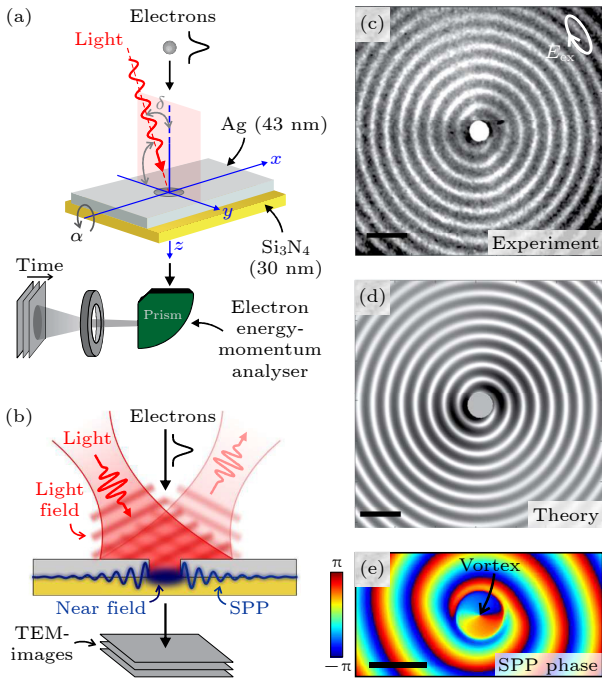 (a)
Electrons
Light
δ
Ag (43 nm)
x
y
α
z
Si₃N₄
(30 nm)
Time
Prism
Electron
energy-
momentum
analyser
(b)
Electrons
Light
Light
field
Near field
SPP
TEM-
images
(c)
E_ex
Experiment
(d)
Theory
(e)
π
Vortex
−π
SPP phase